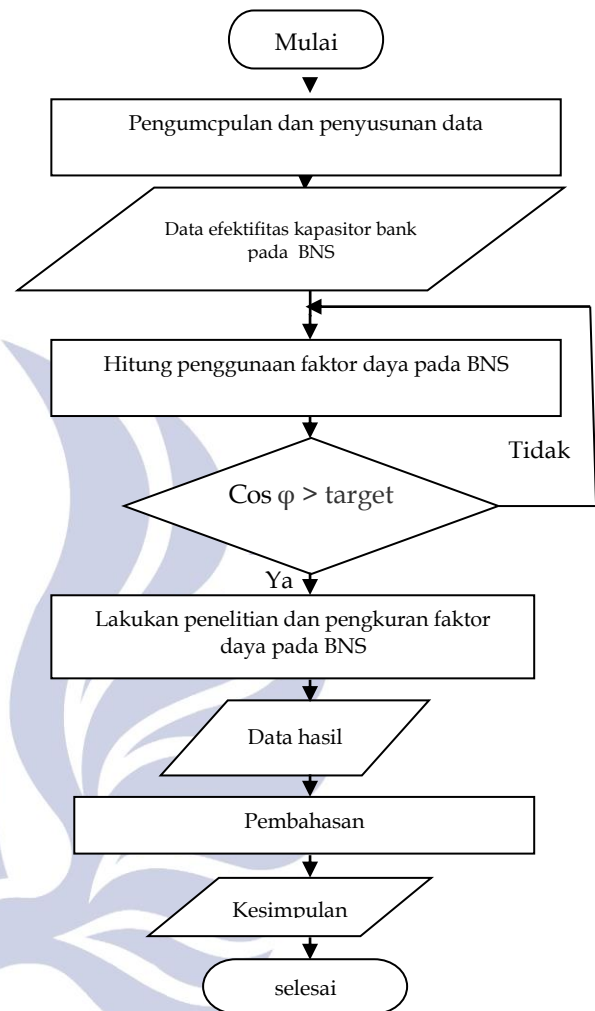 Mulai
Pengumcpulan dan penyusunan data
Data efektifitas kapasitor bank
pada BNS
Hitung penggunaan faktor daya pada BNS
Tidak
Cos φ > target
Ya
Lakukan penelitian dan pengkuran faktor
daya pada BNS
Data hasil
Pembahasan
Kesimpulan
selesai